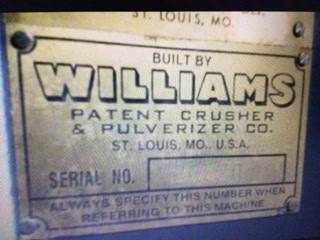 ST. LOUIS, MO.
BUILT BY
WILLIAMS
PATENT CRUSHER
& PULVERIZER CO.
ST. LOUIS, MO., U.S.A.
SERIAL NO.
ALWAYS SPECIFY THIS NUMBER WHEN
REFERRING TO THIS MACHINE